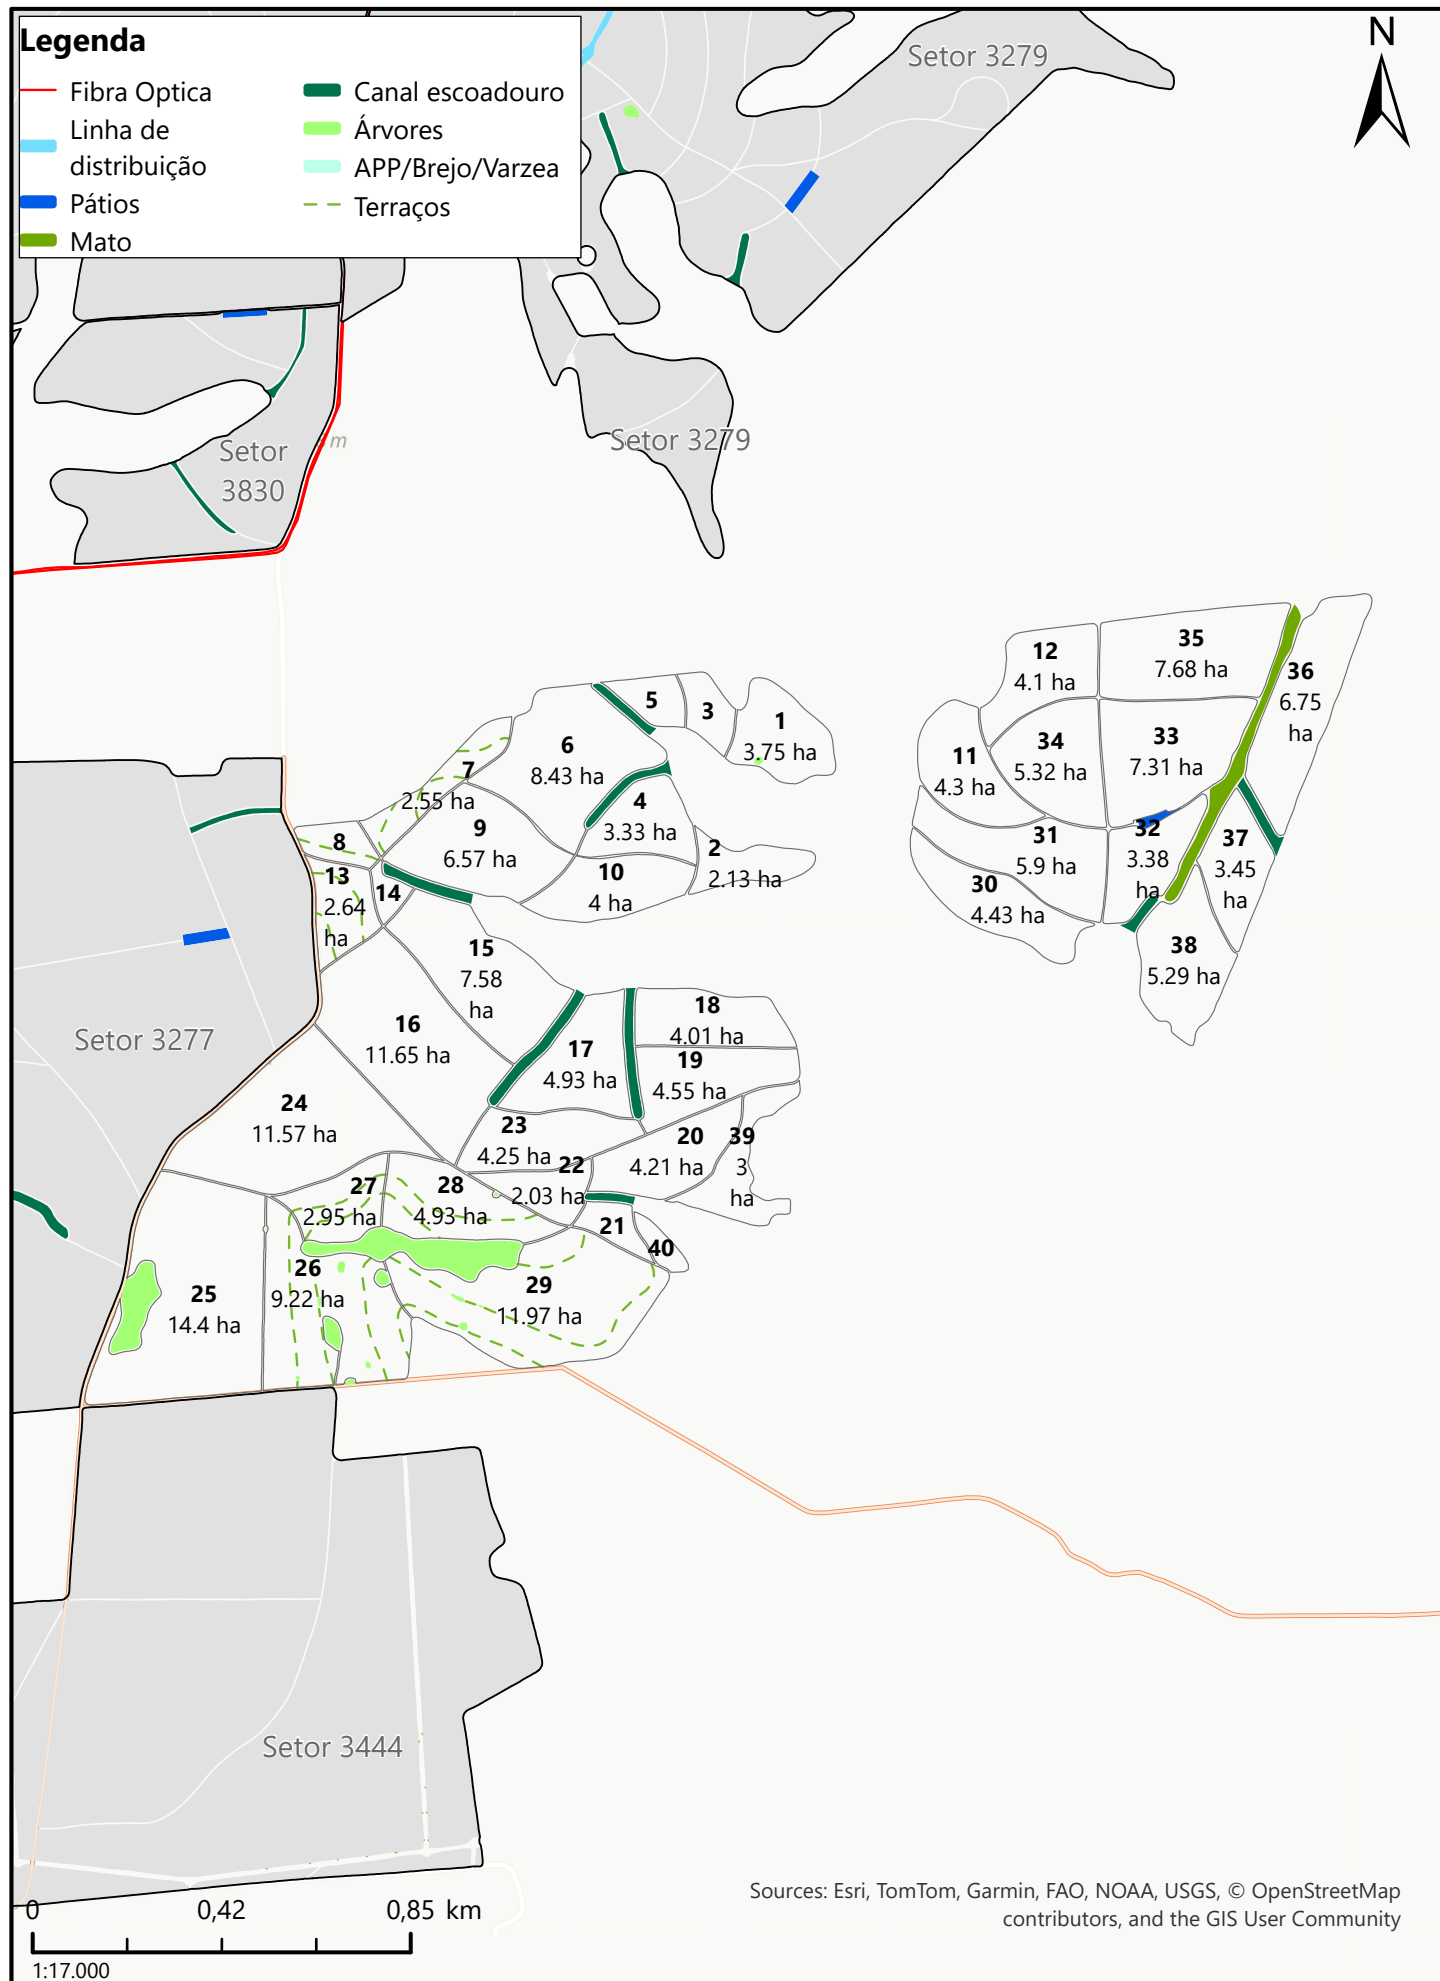 Legenda
Fibra Optica
Linha de
distribuição
Pátios
Mato
Canal escoadouro
Árvores
APP/Brejo/Varzea
Terraços
N
Setor 3279
Setor 3279
Setor
3830
m
Setor 3277
Setor 3444
1
3.75 ha
2
2.13 ha
3
4
3.33 ha
5
6
8.43 ha
7
2.55 ha
8
9
6.57 ha
10
4 ha
11
4.3 ha
12
4.1 ha
13
2.64
ha
14
15
7.58
ha
16
11.65 ha
17
4.93 ha
18
4.01 ha
19
4.55 ha
20
4.21 ha
21
22
2.03 ha
23
4.25 ha
24
11.57 ha
25
14.4 ha
26
9.22 ha
27
2.95 ha
28
4.93 ha
29
11.97 ha
30
4.43 ha
31
5.9 ha
32
3.38
ha
33
7.31 ha
34
5.32 ha
35
7.68 ha
36
6.75
ha
37
3.45
ha
38
5.29 ha
39
3
ha
40
0 0,42 0,85 km
1:17.000
Sources: Esri, TomTom, Garmin, FAO, NOAA, USGS, © OpenStreetMap
contributors, and the GIS User Community